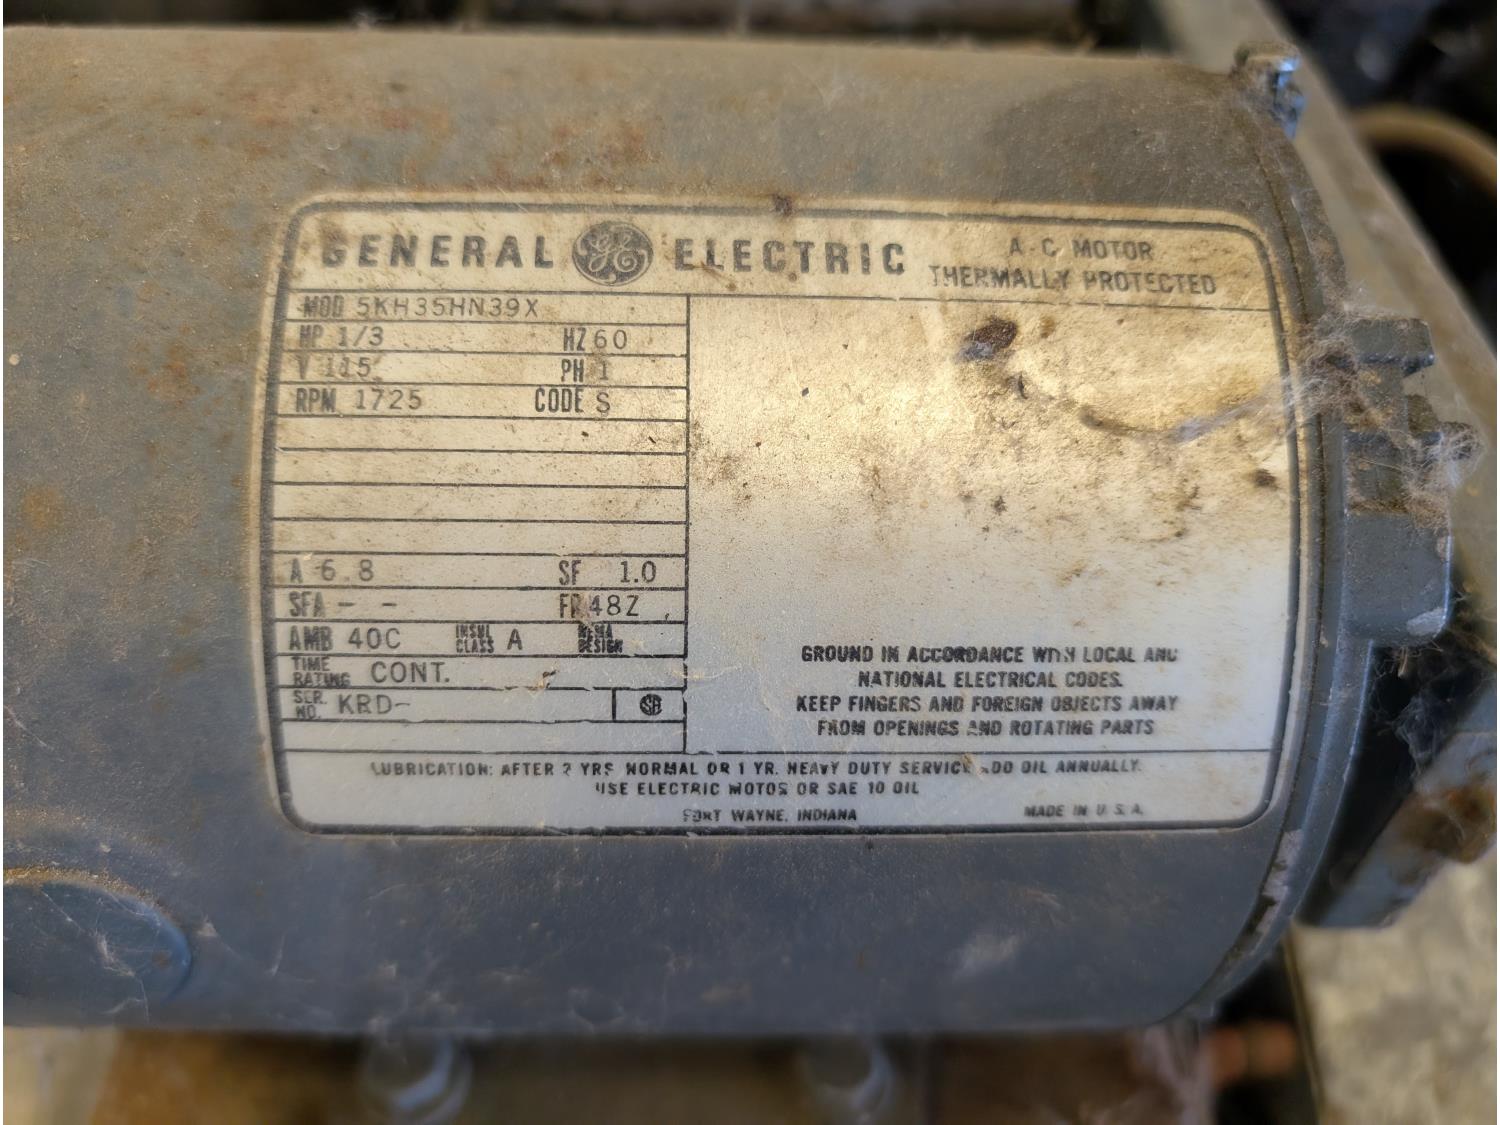 GENERAL GE ELECTRIC
A-C MOTOR
THERMALLY PROTECTED
MOD 5KH35HN39X
HP 1/3 HZ 60
V 115 PH 1
RPM 1725 CODE S
A 6.8 SF 1.0
SFA - - FR 48Z
AMB 40C INSUL CLASS A NEMA DESIGN
TIME RATING CONT. -
SER. NO. KRD-
GROUND IN ACCORDANCE WITH LOCAL AND
NATIONAL ELECTRICAL CODES.
KEEP FINGERS AND FOREIGN OBJECTS AWAY
FROM OPENINGS AND ROTATING PARTS
LUBRICATION: AFTER 2 YRS NORMAL OR 1 YR. HEAVY DUTY SERVICE ADD OIL ANNUALLY.
USE ELECTRIC MOTOR OR SAE 10 OIL
FORT WAYNE, INDIANA MADE IN U.S.A.